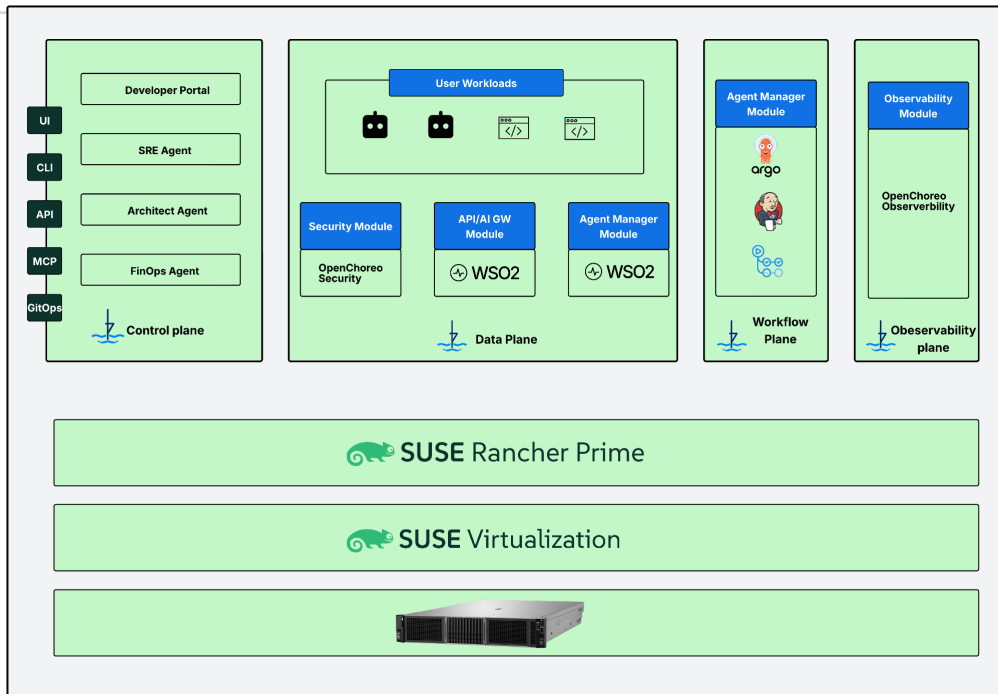 UI
CLI
API
MCP
GitOps
Developer Portal
SRE Agent
Architect Agent
FinOps Agent
Control plane
User Workloads
Security Module
OpenChoreo
Security
API/AI GW
Module
WSO2
Agent Manager
Module
WSO2
Data Plane
Agent Manager
Module
argo
Workflow
Plane
Observability
Module
OpenChoreo
Observerbility
Obeservability
plane
SUSE Rancher Prime
SUSE Virtualization